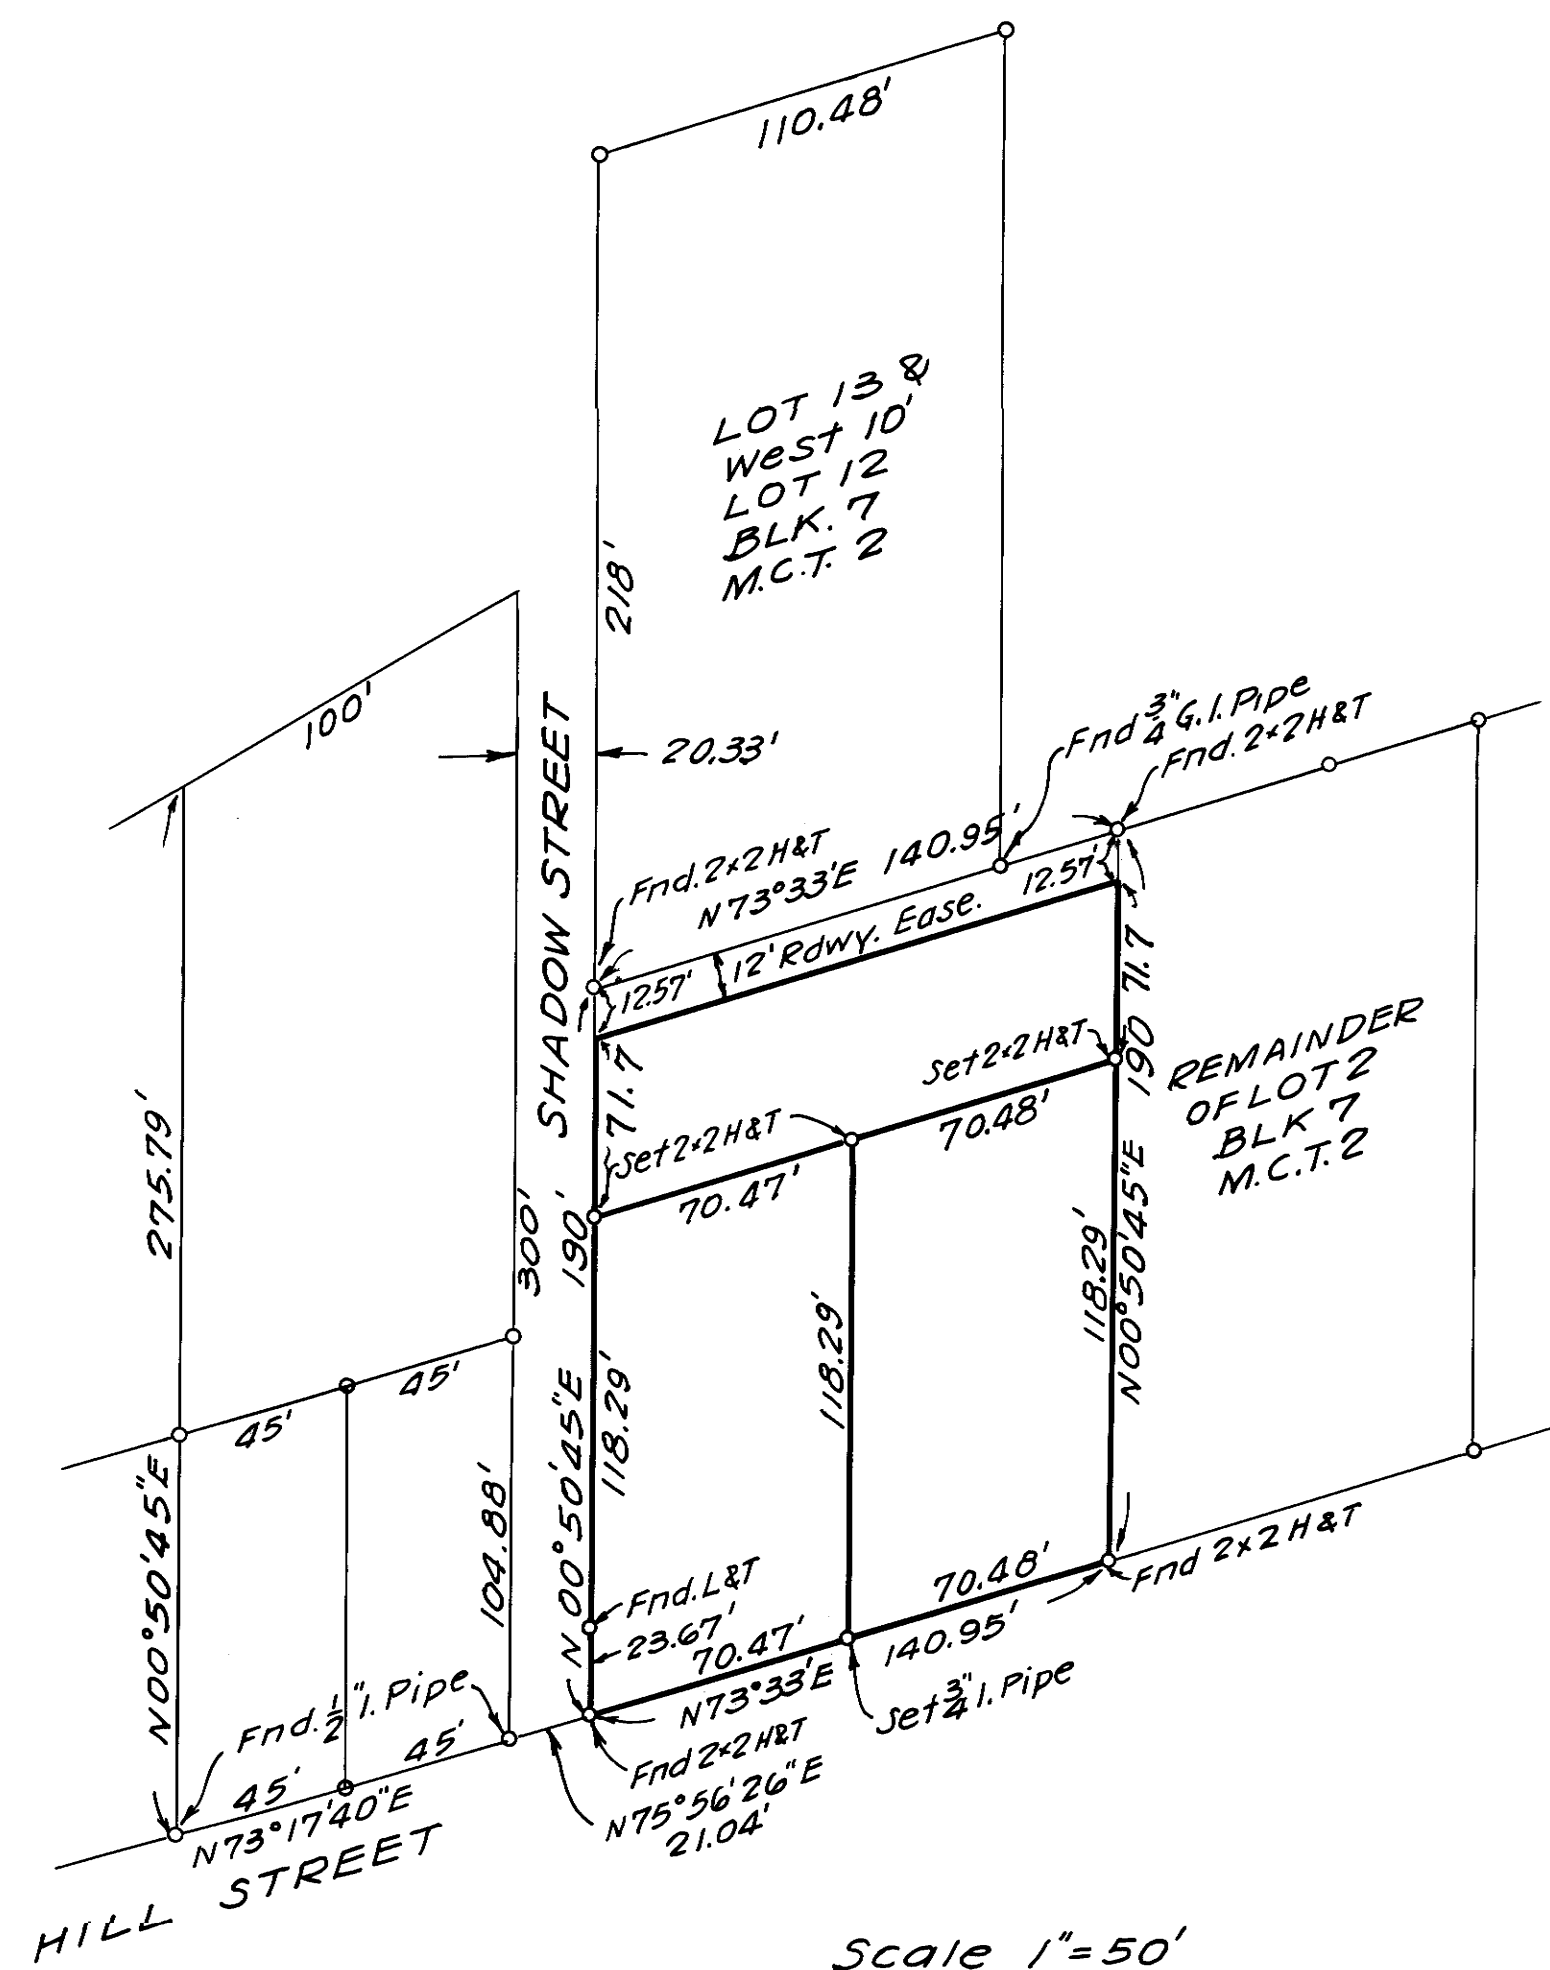 110.48'
LOT 13 &
West 10'
LOT 12
BLK. 7
M.C.T. 2
218'
100'
SHADOW STREET
20.33'
Fnd 3/4" G.I. Pipe
Fnd. 2×2 H&T
Fnd. 2×2 H&T
N 73°33'E 140.95'
12.57'
12' Rdwy. Ease.
12.57'
71.7
190 71.7
Set 2×2 H&T
REMAINDER
OF LOT 2
BLK 7
M.C.T. 2
Set 2×2 H&T
70.48'
70.47'
275.79'
300'
190'
118.29'
118.29'
118.29'
N00°50'45"E
45'
45'
N00°50'45"E
104.88'
N 00°50'45"E
Fnd. L&T
23.67'
70.47'
70.48'
140.95'
Fnd 2×2 H&T
N73°33'E
Set 3/4" I. Pipe
Fnd. 1/2" I. Pipe
45'
45'
N73°17'40"E
Fnd 2×2 H&T
N75°56'26"E
21.04'
HILL STREET
Scale 1"=50'